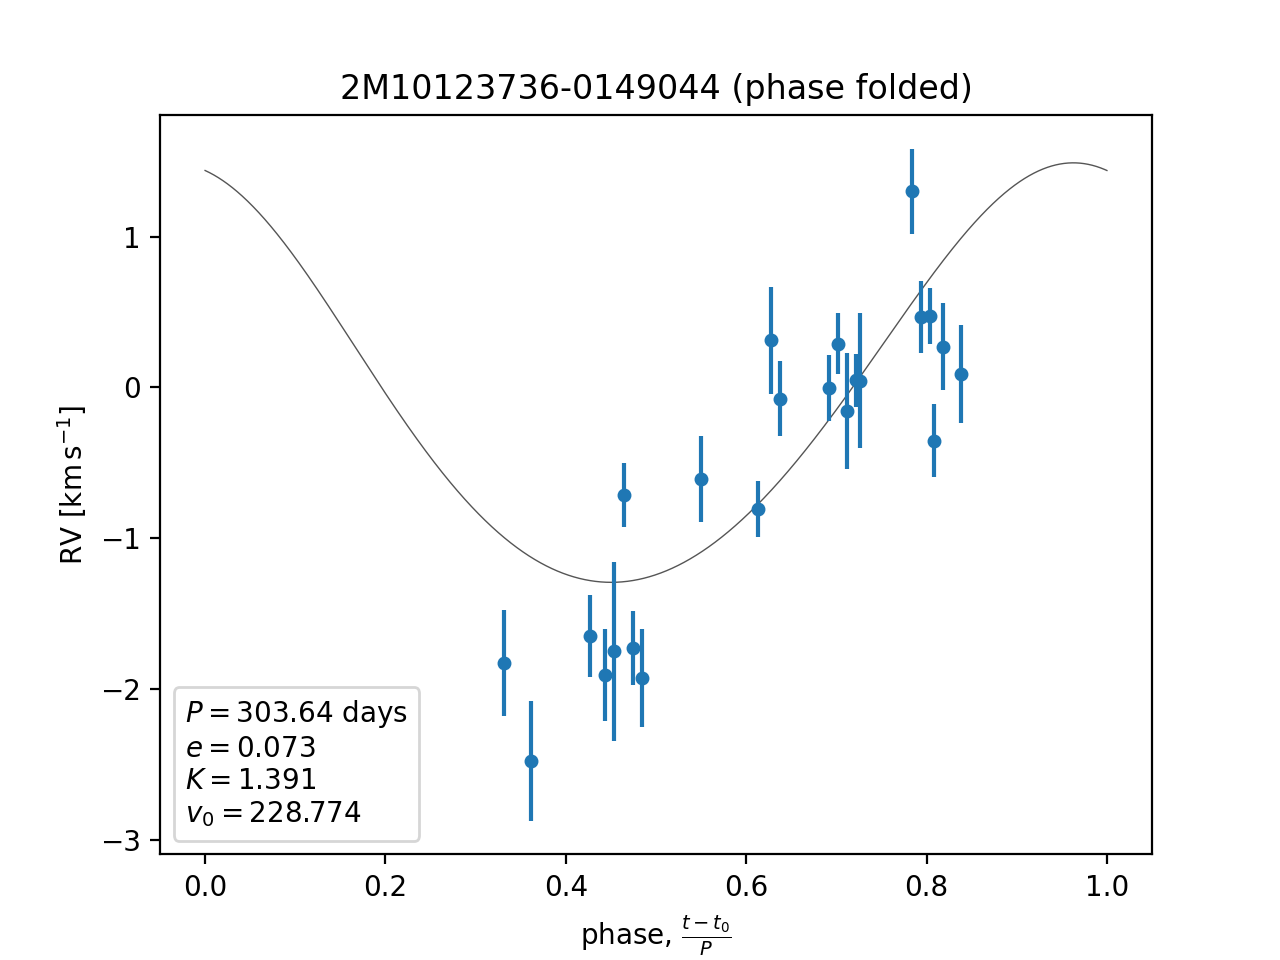 2M10123736-0149044 (phase folded)
RV [km s⁻¹]
1
0
−1
−2
−3
P = 303.64 days
e = 0.073
K = 1.391
v₀ = 228.774
0.0 0.2 0.4 0.6 0.8 1.0
phase, (t − t₀)/P